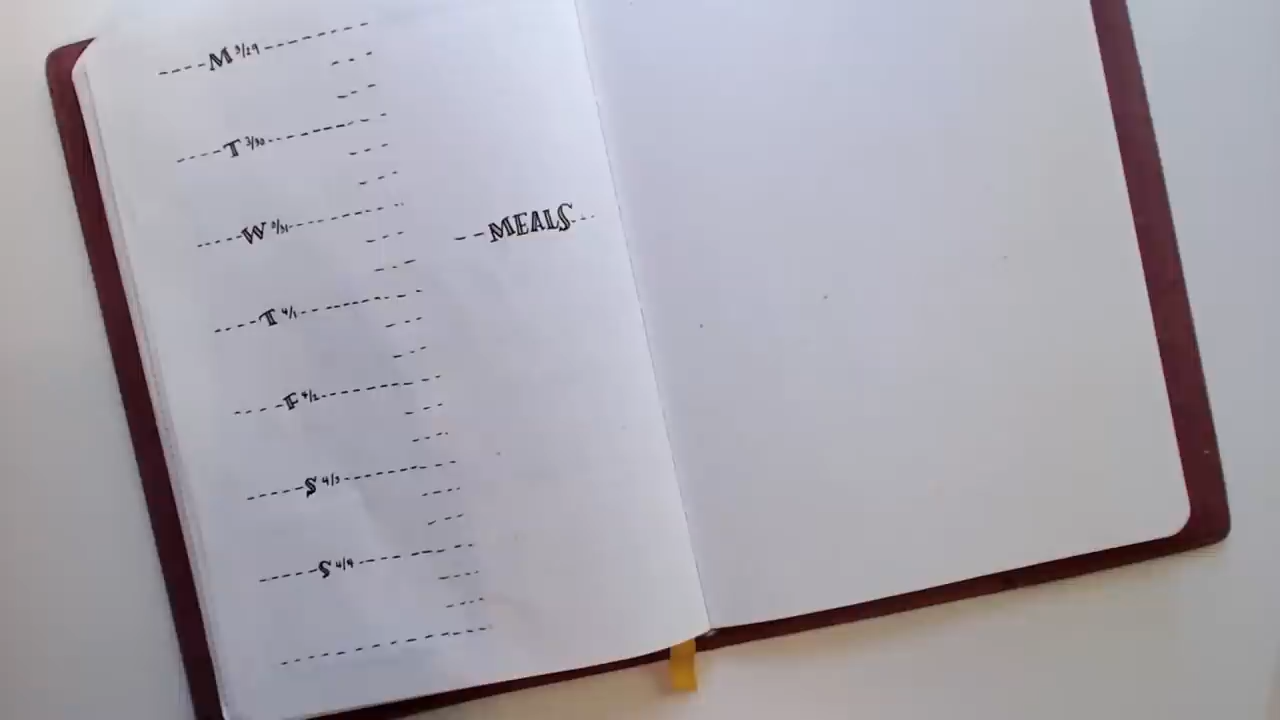 M 3/29
T 3/30
W 3/31
MEALS
T 4/1
F 4/2
S 4/3
S 4/4